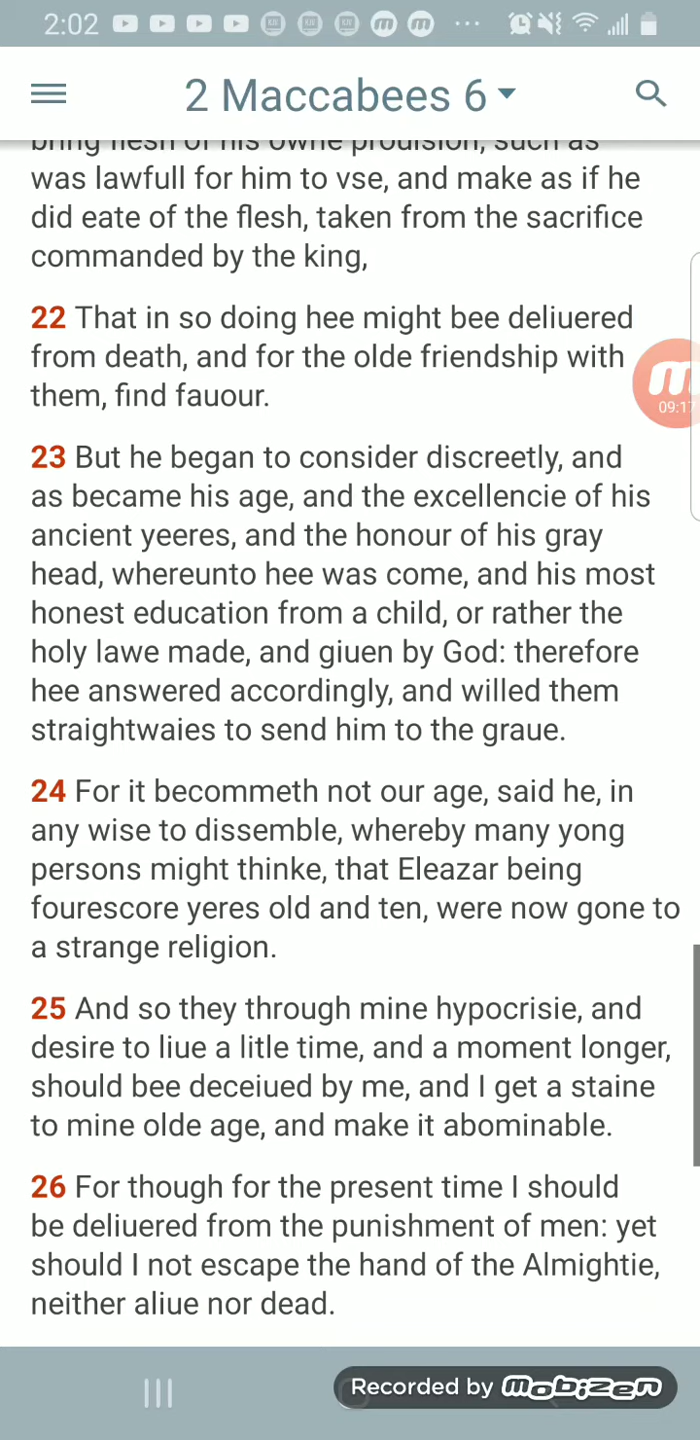 2:02
2 Maccabees 6
bring flesh of his owne prouision, such as
was lawfull for him to vse, and make as if he
did eate of the flesh, taken from the sacrifice
commanded by the king,
22 That in so doing hee might bee deliuered
from death, and for the olde friendship with
them, find fauour.
09:17
23 But he began to consider discreetly, and
as became his age, and the excellencie of his
ancient yeeres, and the honour of his gray
head, whereunto hee was come, and his most
honest education from a child, or rather the
holy lawe made, and giuen by God: therefore
hee answered accordingly, and willed them
straightwaies to send him to the graue.
24 For it becommeth not our age, said he, in
any wise to dissemble, whereby many yong
persons might thinke, that Eleazar being
fourescore yeres old and ten, were now gone to
a strange religion.
25 And so they through mine hypocrisie, and
desire to liue a litle time, and a moment longer,
should bee deceiued by me, and I get a staine
to mine olde age, and make it abominable.
26 For though for the present time I should
be deliuered from the punishment of men: yet
should I not escape the hand of the Almightie,
neither aliue nor dead.
Recorded by mobizen